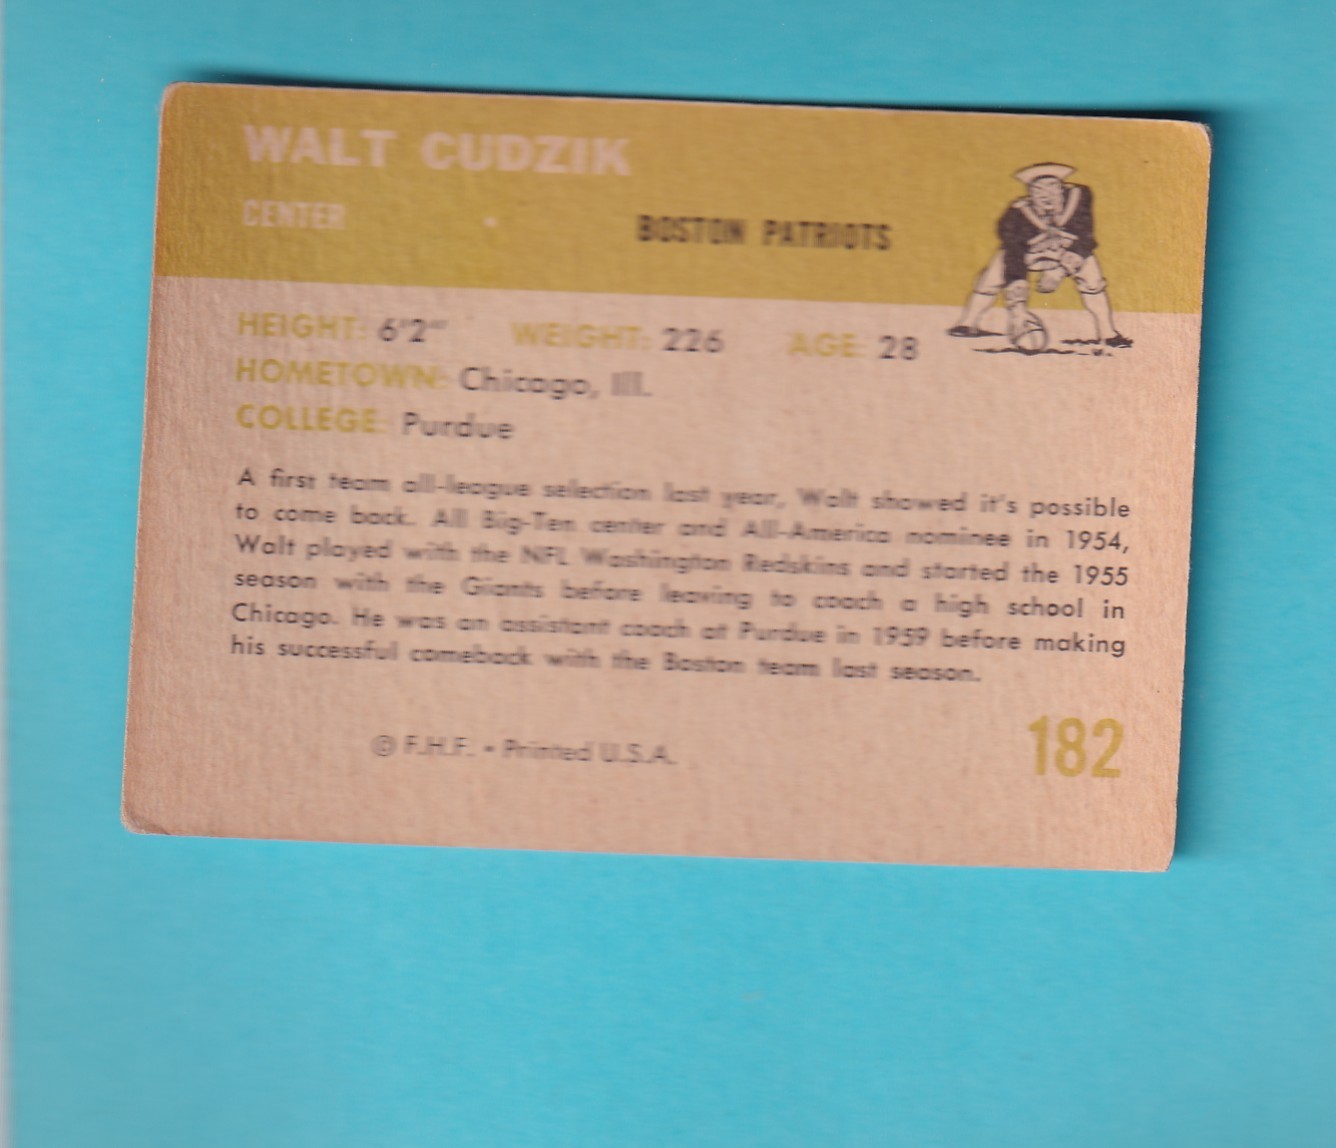 WALT CUDZIK
CENTER
BOSTON PATRIOTS
HEIGHT: 6'2" WEIGHT: 226 AGE: 28
HOMETOWN: Chicago, Ill.
COLLEGE: Purdue
A first team all-league selection last year, Walt showed it's possible
to come back. All Big-Ten center and All-America nominee in 1954,
Walt played with the NFL Washington Redskins and started the 1955
season with the Giants before leaving to coach a high school in
Chicago. He was an assistant coach at Purdue in 1959 before making
his successful comeback with the Boston team last season.
© F.H.F. • Printed U.S.A.
182